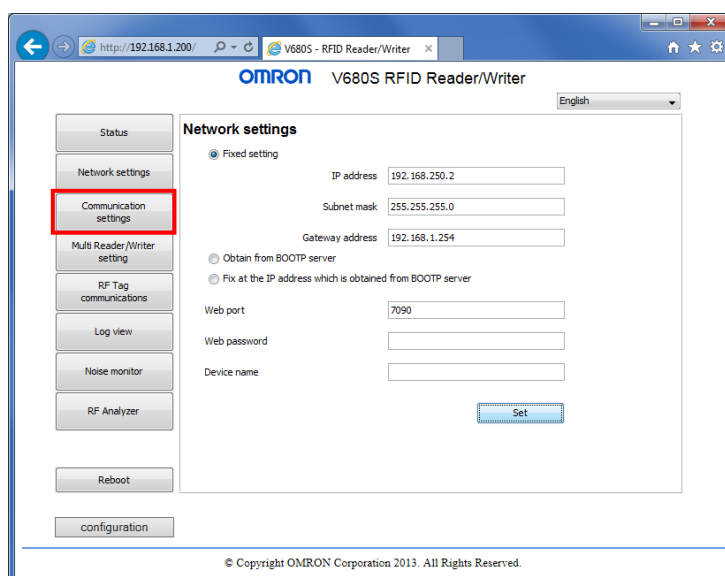 http://192.168.1.200/
V680S - RFID Reader/Writer
OMRON V680S RFID Reader/Writer
English
Status
Network settings
Communication
settings
Multi Reader/Writer
setting
RF Tag
communications
Log view
Noise monitor
RF Analyzer
Reboot
configuration
Network settings
Fixed setting
IP address 192.168.250.2
Subnet mask 255.255.255.0
Gateway address 192.168.1.254
Obtain from BOOTP server
Fix at the IP address which is obtained from BOOTP server
Web port 7090
Web password
Device name
Set
© Copyright OMRON Corporation 2013. All Rights Reserved.